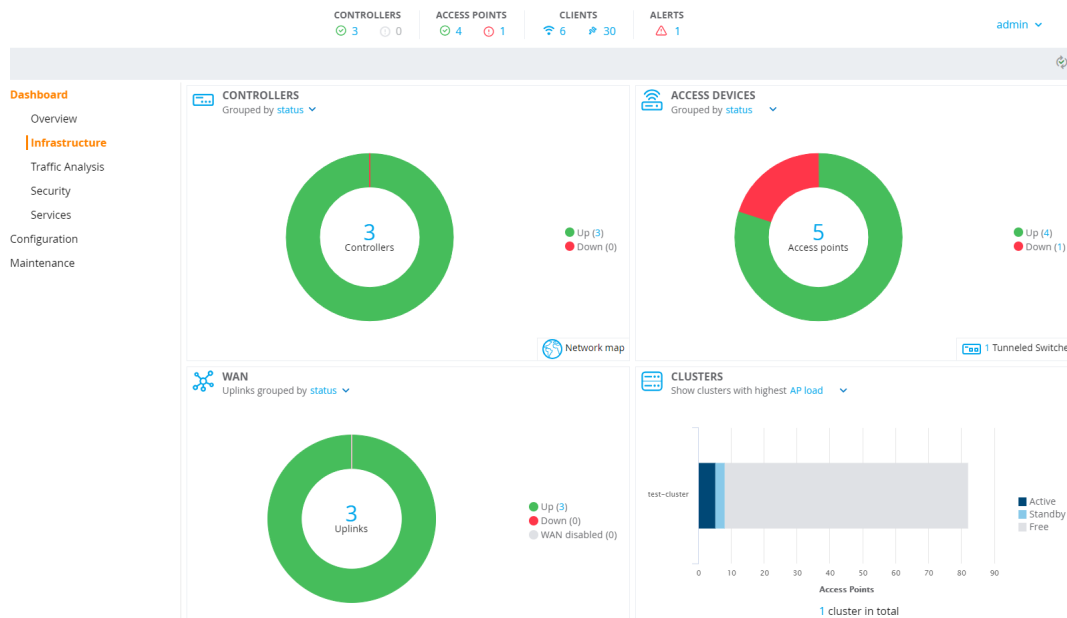 CONTROLLERS ACCESS POINTS CLIENTS ALERTS
3 0 4 1 6 30 1
admin
Dashboard
Overview
Infrastructure
Traffic Analysis
Security
Services
Configuration
Maintenance
CONTROLLERS
Grouped by status
3
Controllers
Up (3)
Down (0)
Network map
ACCESS DEVICES
Grouped by status
5
Access points
Up (4)
Down (1)
1 Tunneled Switche
WAN
Uplinks grouped by status
3
Uplinks
Up (3)
Down (0)
WAN disabled (0)
CLUSTERS
Show clusters with highest AP load
test-cluster
Active
Standby
Free
0 10 20 30 40 50 60 70 80 90
Access Points
1 cluster in total